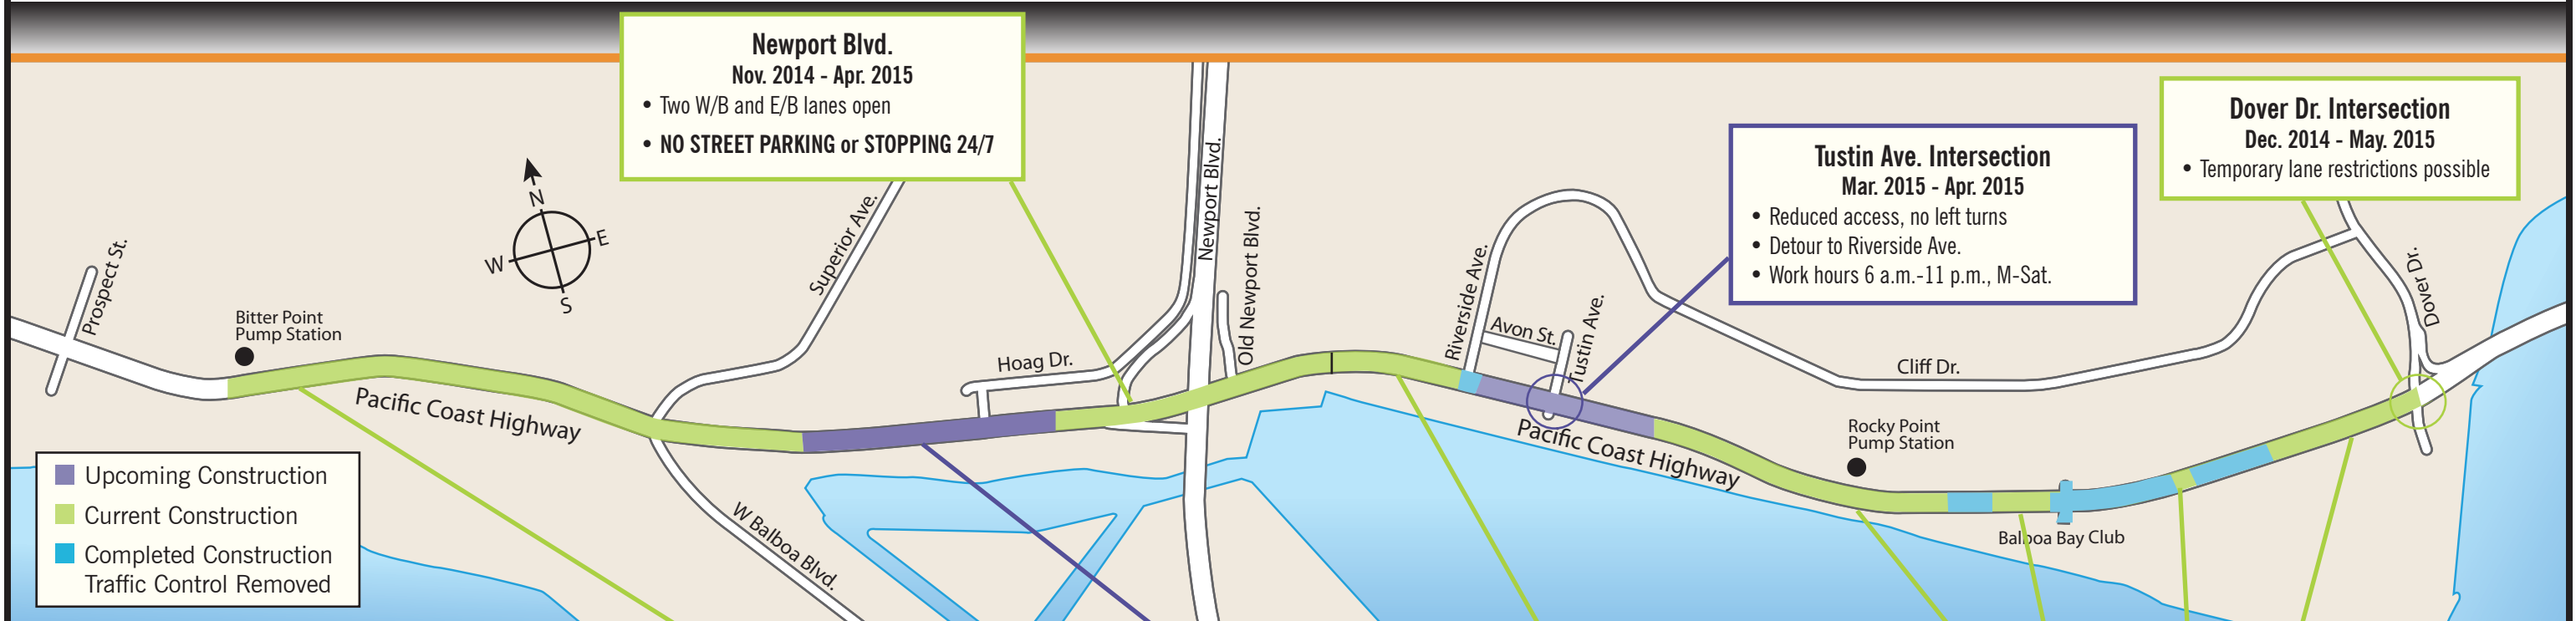 Newport Blvd.
Nov. 2014 - Apr. 2015
• Two W/B and E/B lanes open
• NO STREET PARKING or STOPPING 24/7
Tustin Ave. Intersection
Mar. 2015 - Apr. 2015
• Reduced access, no left turns
• Detour to Riverside Ave.
• Work hours 6 a.m.-11 p.m., M-Sat.
Dover Dr. Intersection
Dec. 2014 - May. 2015
• Temporary lane restrictions possible
N
W
E
S
Prospect St.
Bitter Point
Pump Station
Superior Ave.
Hoag Dr.
Newport Blvd.
Old Newport Blvd.
Riverside Ave.
Avon St.
Tustin Ave.
Cliff Dr.
Dover Dr.
Pacific Coast Highway
Pacific Coast Highway
Rocky Point
Pump Station
Balboa Bay Club
W Balboa Blvd.
Upcoming Construction
Current Construction
Completed Construction
Traffic Control Removed